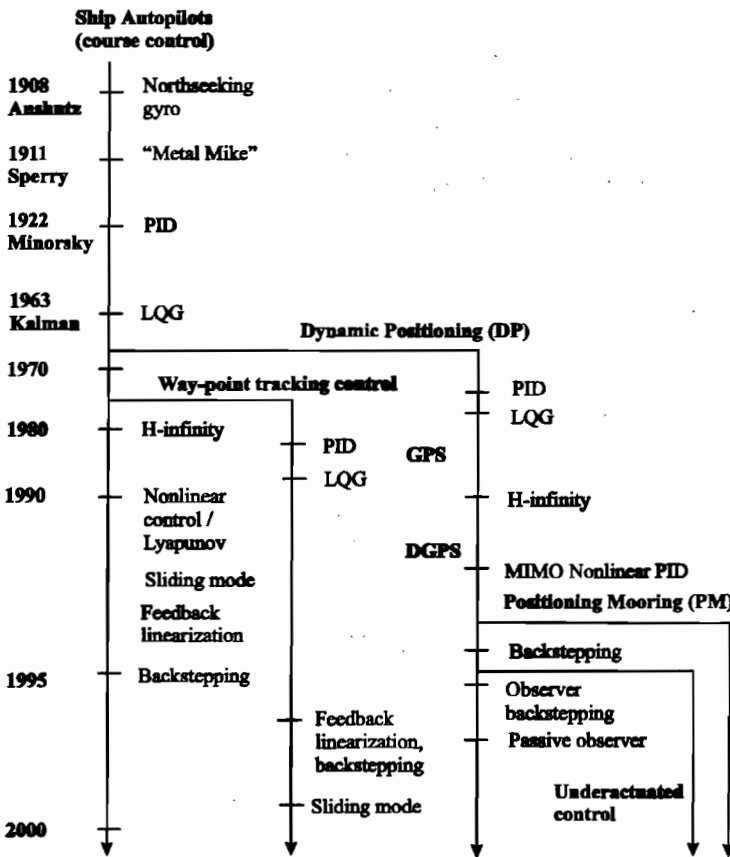 Ship Autopilots
(course control)
1908
Anshutz
Northseeking
gyro
1911
Sperry
“Metal Mike”
1922
Minorsky
PID
1963
Kalman
LQG
Dynamic Positioning (DP)
1970
Way-point tracking control
PID
LQG
1980
H-infinity
PID
LQG
GPS
1990
Nonlinear
control /
Lyapunov
H-infinity
DGPS
Sliding mode
MIMO Nonlinear PID
Positioning Mooring (PM)
Feedback
linearization
Backstepping
1995
Backstepping
Observer
backstepping
Feedback
linearization,
backstepping
Passive observer
Sliding mode
Underactuated
control
2000